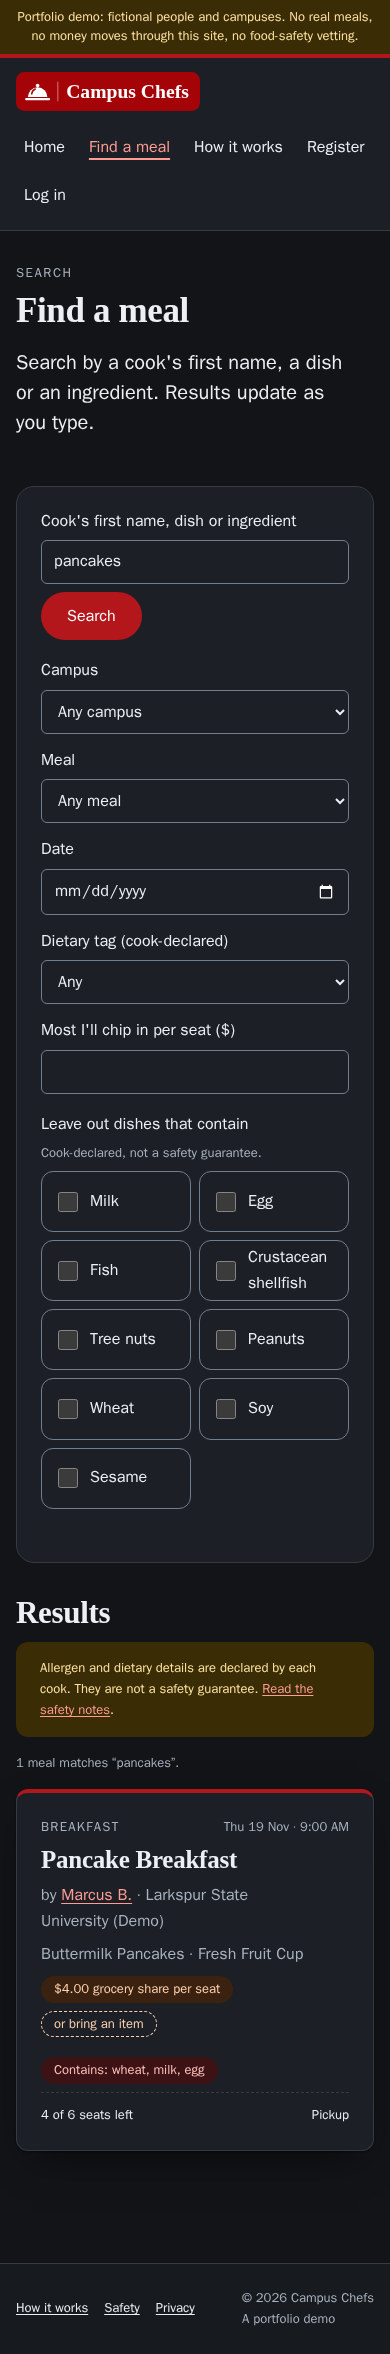 Portfolio demo: fictional people and campuses. No real meals,
no money moves through this site, no food-safety vetting.
Campus Chefs
Home
Find a meal
How it works
Register
Log in
SEARCH
Find a meal
Search by a cook's first name, a dish
or an ingredient. Results update as
you type.
Cook's first name, dish or ingredient
pancakes
Search
Campus
Any campus
Meal
Any meal
Date
mm/dd/yyyy
Dietary tag (cook-declared)
Any
Most I'll chip in per seat ($)
Leave out dishes that contain
Cook-declared, not a safety guarantee.
Milk
Egg
Fish
Crustacean
shellfish
Tree nuts
Peanuts
Wheat
Soy
Sesame
Results
Allergen and dietary details are declared by each
cook. They are not a safety guarantee. Read the
safety notes.
1 meal matches “pancakes”.
BREAKFAST
Thu 19 Nov · 9:00 AM
Pancake Breakfast
by Marcus B. · Larkspur State
University (Demo)
Buttermilk Pancakes · Fresh Fruit Cup
$4.00 grocery share per seat
or bring an item
Contains: wheat, milk, egg
4 of 6 seats left
Pickup
How it works
Safety
Privacy
© 2026 Campus Chefs
A portfolio demo